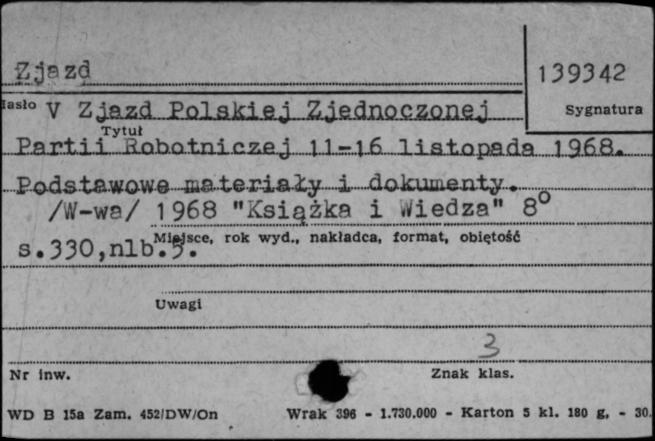 Zjazd
139342
Hasło V Zjazd Polskiej Zjednoczonej
Sygnatura
Tytuł
Partii Robotniczej 11-16 listopada 1968.
Podstawowe materiały i dokumenty.
/W-wa/ 1968 "Książka i Wiedza" 8°
Miejsce, rok wyd., nakładca, format, objętość
s.330,nlb.5.
Uwagi
3
Nr inw.
Znak klas.
WD B 15a Zam. 452/DW/On Wrak 396 - 1.730.000 - Karton 5 kl. 180 g. - 30.